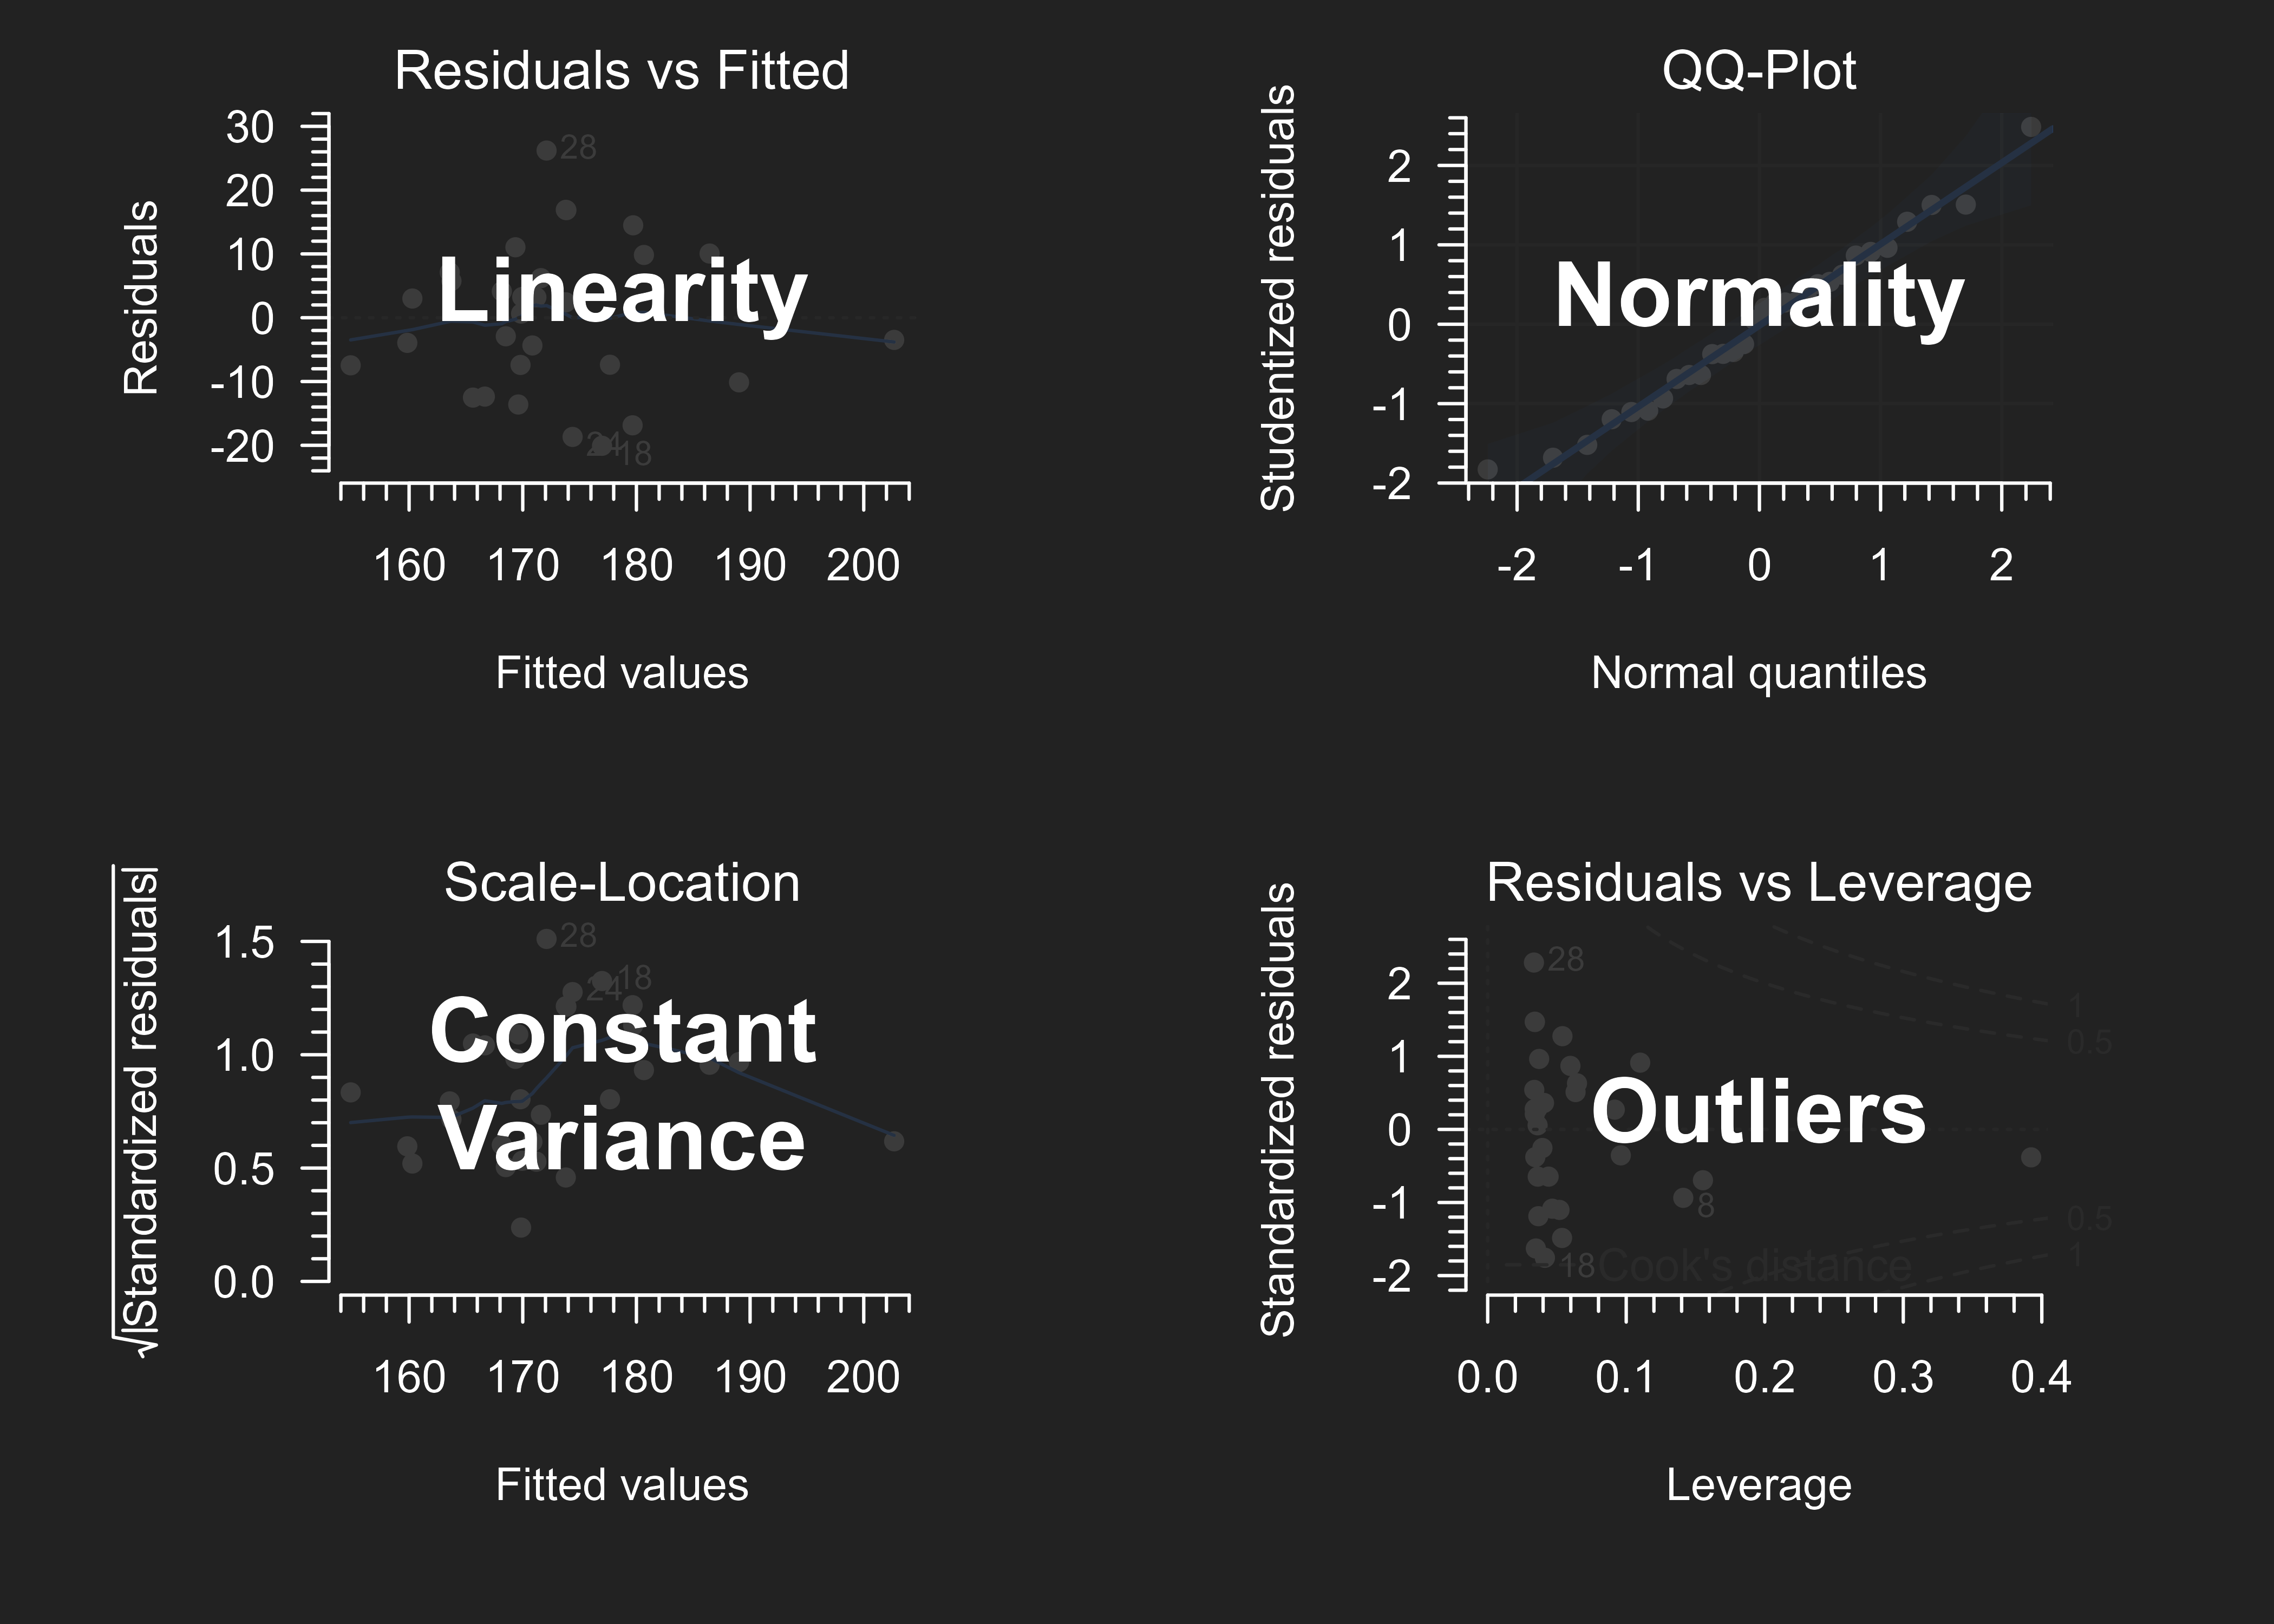 Residuals vs Fitted
Residuals
30
20
10
0
-10
-20
28
24
18
Linearity
160 170 180 190 200
Fitted values
QQ-Plot
Studentized residuals
2
1
0
-1
-2
Normality
-2 -1 0 1 2
Normal quantiles
Scale-Location
√|Standardized residuals|
1.5
1.0
0.5
0.0
28
18
24
Constant
Variance
160 170 180 190 200
Fitted values
Residuals vs Leverage
Standardized residuals
2
1
0
-1
-2
28
1
0.5
Outliers
8
0.5
18
Cook's distance
1
0.0 0.1 0.2 0.3 0.4
Leverage